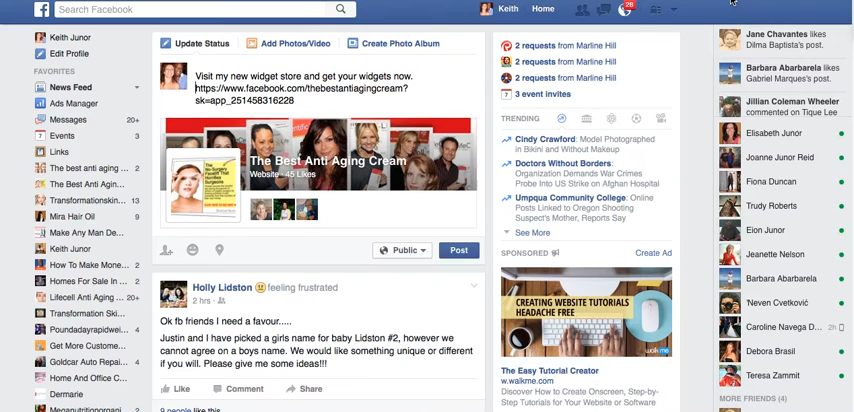 f Search Facebook
Keith
Home
28
Keith Junor
Edit Profile
FAVORITES
News Feed
Ads Manager
Messages 20+
Events 3
Links
The best anti aging ... 2
The Best Anti Agin...
Transformationskin... 13
Mira Hair Oil 9
Make Any Man De...
Keith Junor
How To Make Mone... 2
Homes For Sale In ... 2
Lifecell Anti Aging ... 20+
Transformation Ski...
Poundadayrapidwei... 4
Get More Custome...
Goldcar Auto Repai... 4
Home And Office C...
Dermarie
Meganutritionorgani...
Update Status
Add Photos/Video
Create Photo Album
Visit my new widget store and get your widgets now.
https://www.facebook.com/thebestantiagingcream?
sk=app_251458316228
The Best Anti Aging Cream
Website · 45 Likes
Public
Post
Holly Lidston feeling frustrated
2 hrs ·
Ok fb friends I need a favour.....
Justin and I have picked a girls name for baby Lidston #2, however we
cannot agree on a boys name. We would like something unique or different
if you will. Please give me some ideas!!!
Like
Comment
Share
9 people like this.
2 requests from Marline Hill
2 requests from Marline Hill
2 requests from Marline Hill
3 event invites
TRENDING
Cindy Crawford: Model Photographed
in Bikini and Without Makeup
Doctors Without Borders:
Organization Demands War Crimes
Probe Into US Strike on Afghan Hospital
Umpqua Community College: Online
Posts Linked to Oregon Shooting
Suspect's Mother, Reports Say
See More
SPONSORED
Create Ad
CREATING WEBSITE TUTORIALS
HEADACHE FREE
walkme
The Easy Tutorial Creator
www.walkme.com
Discover How to Create Onscreen, Step-by-
Step Tutorials For Your Website or Software
Jane Chavantes likes
Dilma Baptista's post.
Barbara Abarbarela likes
Gabriel Marques's post.
Jillian Coleman Wheeler
commented on Tique Lee
Elisabeth Junor
Joanne Junor Reid
Fiona Duncan
Trudy Roberts
Eion Junor
Jeanette Nelson
Barbara Abarbarela
'Neven Cvetković
Caroline Navega D... 2h
Debora Brasil
Teresa Zammit
MORE FRIENDS (4)